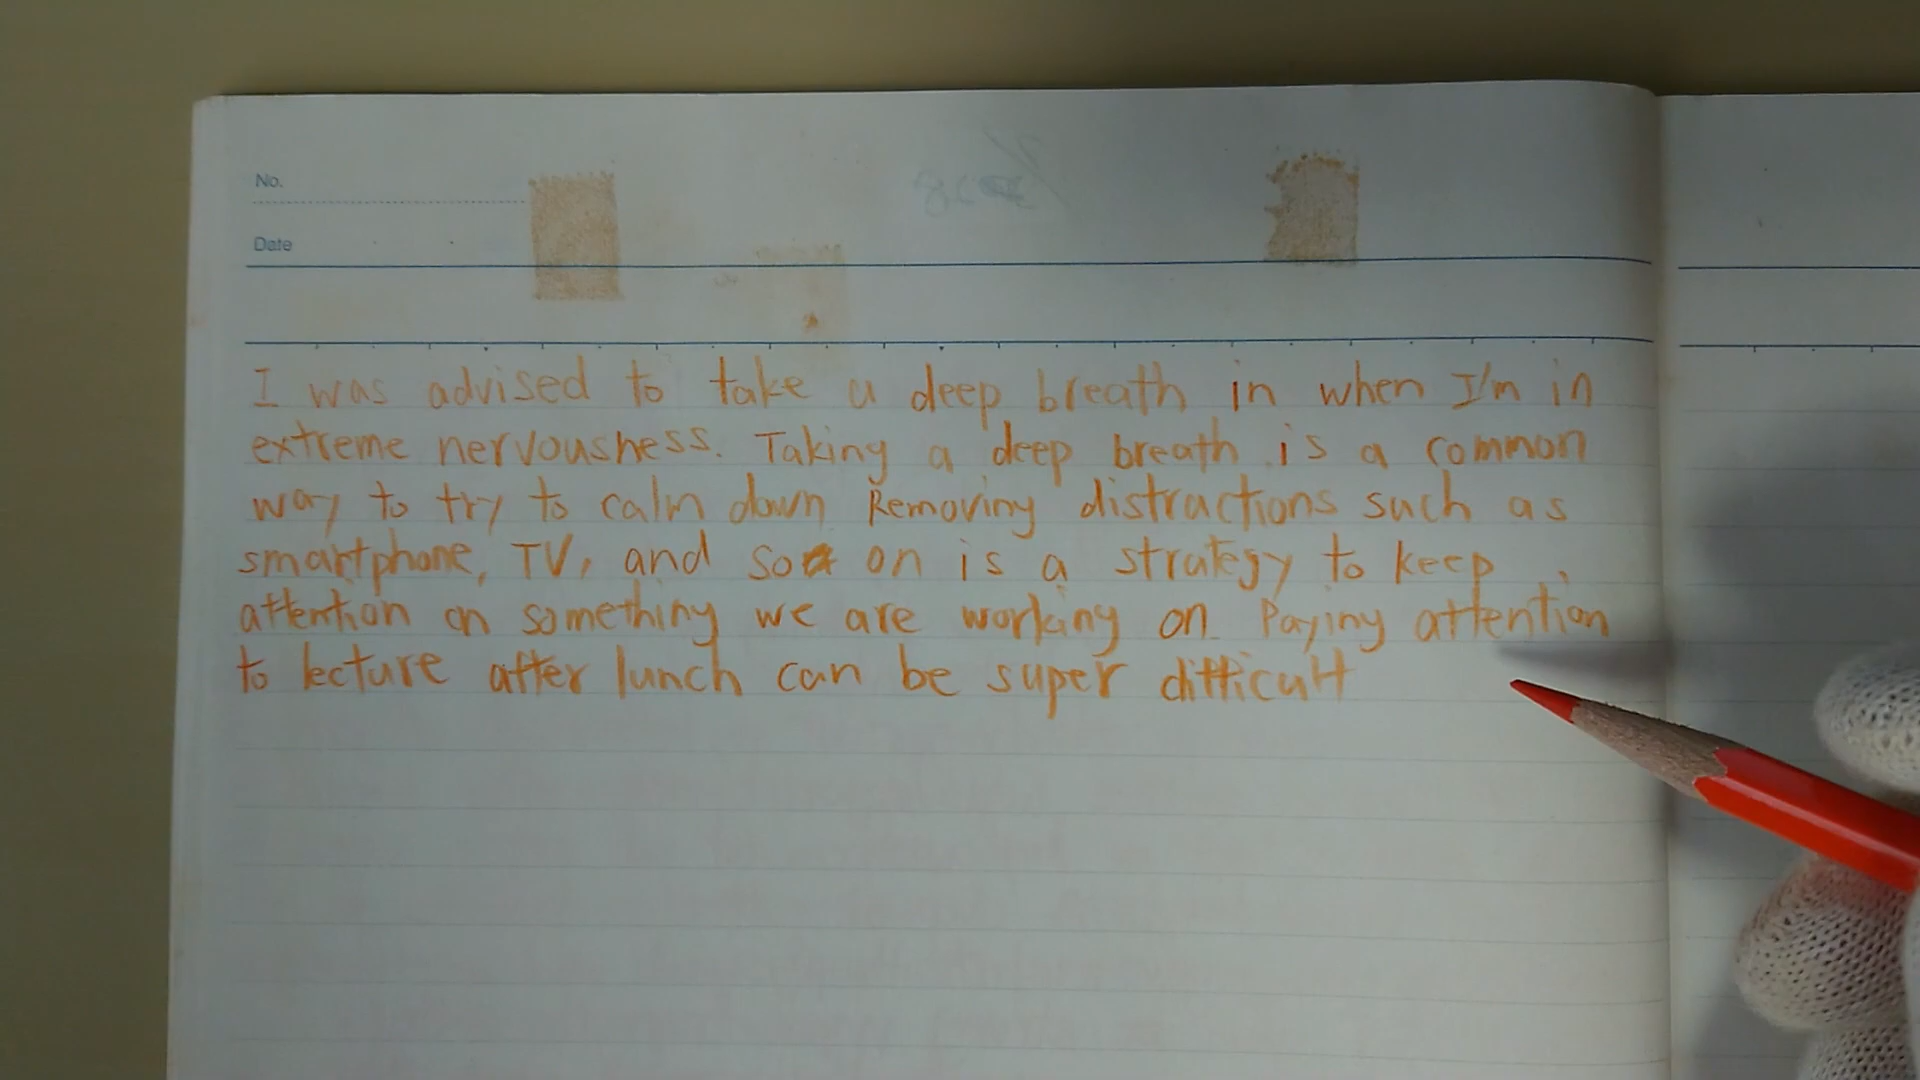 No.
Date
I was advised to take a deep breath in when I'm in
extreme nervousness. Taking a deep breath is a common
way to try to calm down Removing distractions such as
smartphone, TV, and so on is a strategy to keep
attention on something we are working on. Paying attention
to lecture after lunch can be super difficult